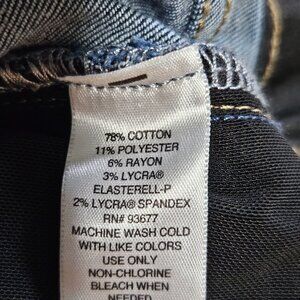 78% COTTON
11% POLYESTER
6% RAYON
3% LYCRA®
ELASTERELL-P
2% LYCRA® SPANDEX
RN# 93677
MACHINE WASH COLD
WITH LIKE COLORS
USE ONLY
NON-CHLORINE
BLEACH WHEN
NEEDED